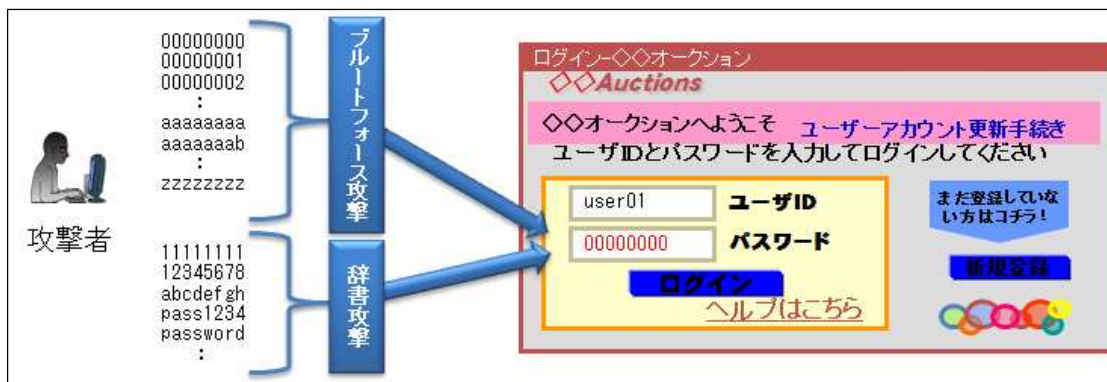 00000000
00000001
00000002
:
aaaaaaaa
aaaaaaab
:
zzzzzzzz
ブルートフォース攻撃
攻撃者
11111111
12345678
abcdefgh
pass1234
password
:
辞書攻撃
ログイン-◇◇オークション
◇◇Auctions
◇◇オークションへようこそ ユーザーアカウント更新手続き
ユーザIDとパスワードを入力してログインしてください
user01 ユーザID
00000000 パスワード
ログイン
ヘルプはこちら
まだ登録していな
い方はコチラ!
新規登録